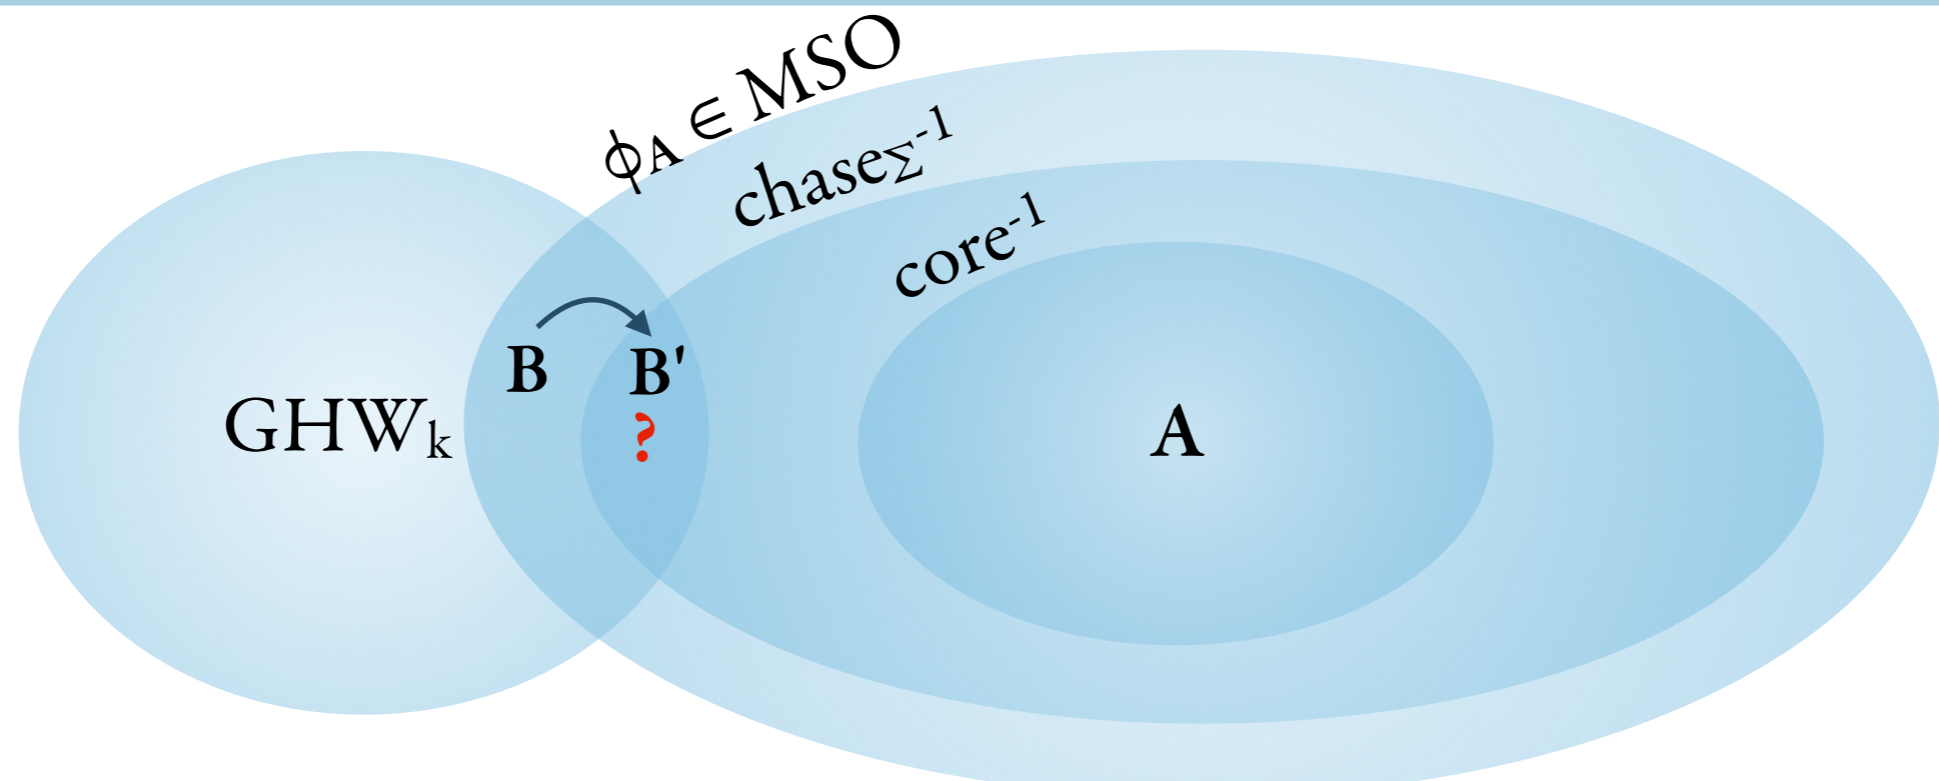 ϕA ∈ MSO
chaseΣ-1
core-1
B
B'
?
GHWk
A